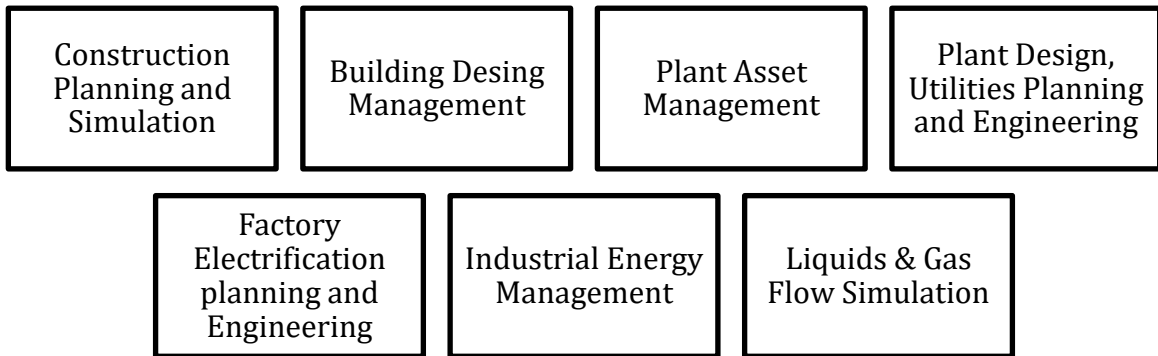 Construction
Planning and
Simulation
Building Desing
Management
Plant Asset
Management
Plant Design,
Utilities Planning
and Engineering
Factory
Electrification
planning and
Engineering
Industrial Energy
Management
Liquids & Gas
Flow Simulation